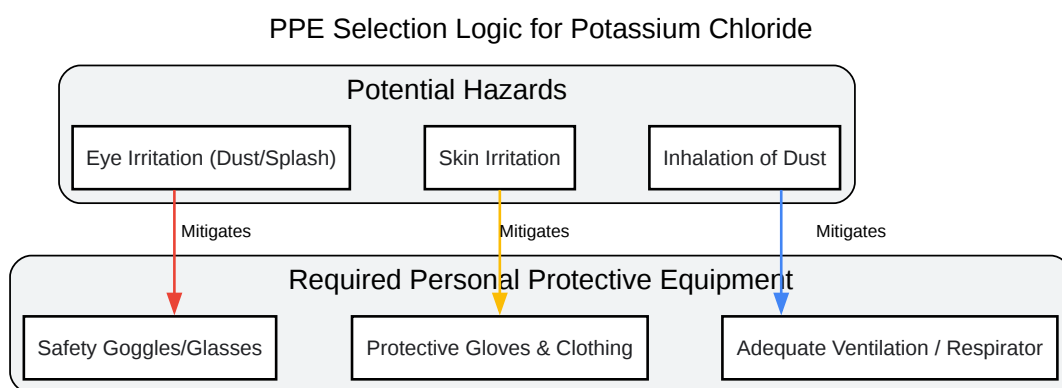 PPE Selection Logic for Potassium Chloride
Potential Hazards
Eye Irritation (Dust/Splash)
Skin Irritation
Inhalation of Dust
Mitigates
Mitigates
Mitigates
Required Personal Protective Equipment
Safety Goggles/Glasses
Protective Gloves & Clothing
Adequate Ventilation / Respirator